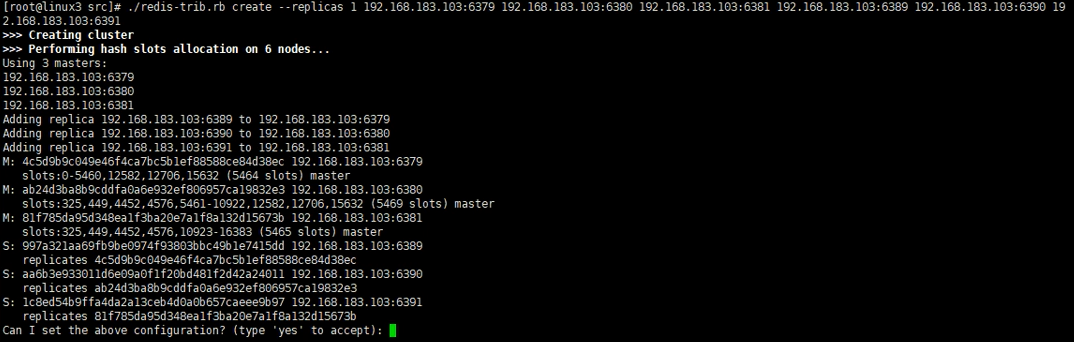 [root@linux3 src]# ./redis-trib.rb create --replicas 1 192.168.183.103:6379 192.168.183.103:6380 192.168.183.103:6381 192.168.183.103:6389 192.168.183.103:6390 19
2.168.183.103:6391
>>> Creating cluster
>>> Performing hash slots allocation on 6 nodes...
Using 3 masters:
192.168.183.103:6379
192.168.183.103:6380
192.168.183.103:6381
Adding replica 192.168.183.103:6389 to 192.168.183.103:6379
Adding replica 192.168.183.103:6390 to 192.168.183.103:6380
Adding replica 192.168.183.103:6391 to 192.168.183.103:6381
M: 4c5d9b9c049e46f4ca7bc5b1ef88588ce84d38ec 192.168.183.103:6379
slots:0-5460,12582,12706,15632 (5464 slots) master
M: ab24d3ba8b9cddfa0a6e932ef806957ca19832e3 192.168.183.103:6380
slots:325,449,4452,4576,5461-10922,12582,12706,15632 (5469 slots) master
M: 81f785da95d348ea1f3ba20e7a1f8a132d15673b 192.168.183.103:6381
slots:325,449,4452,4576,10923-16383 (5465 slots) master
S: 997a321aa69fb9be0974f93803bbc49b1e7415dd 192.168.183.103:6389
replicates 4c5d9b9c049e46f4ca7bc5b1ef88588ce84d38ec
S: aa6b3e933011d6e09a0f1f20bd481f2d42a24011 192.168.183.103:6390
replicates ab24d3ba8b9cddfa0a6e932ef806957ca19832e3
S: 1c8ed54b9ffa4da2a13ceb4d0a0b657caeee9b97 192.168.183.103:6391
replicates 81f785da95d348ea1f3ba20e7a1f8a132d15673b
Can I set the above configuration? (type 'yes' to accept):